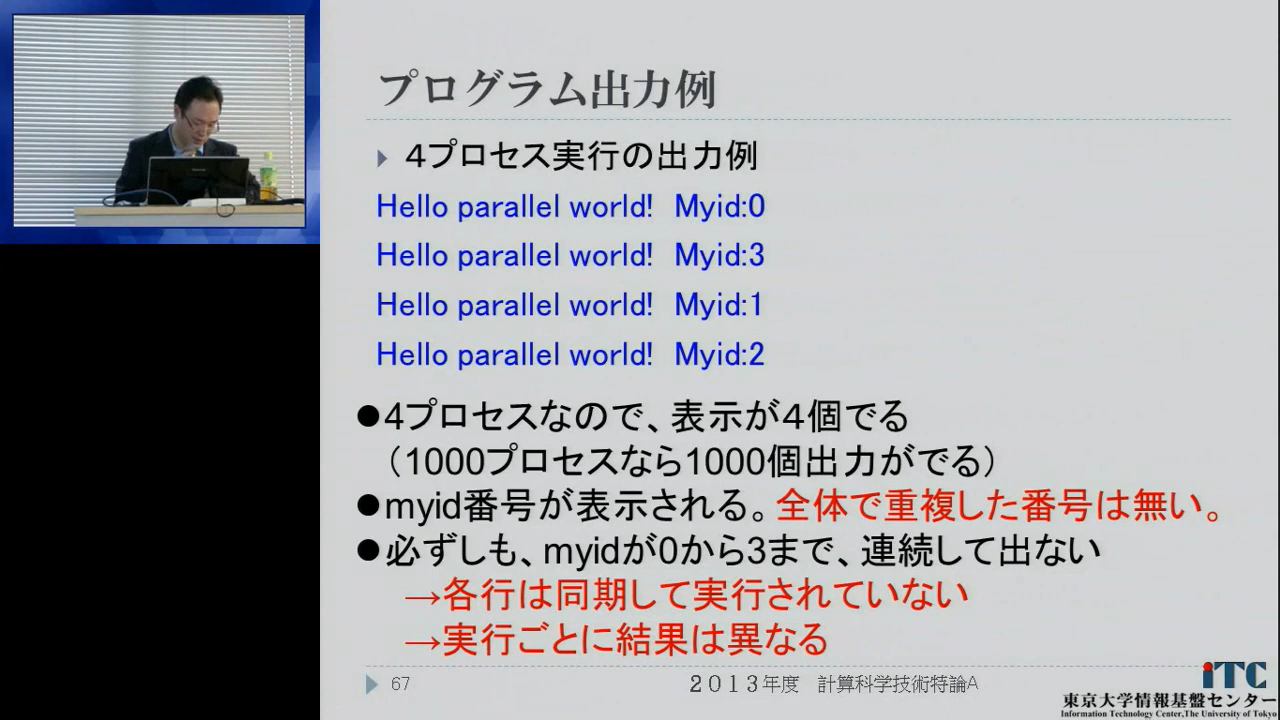 プログラム出力例
4プロセス実行の出力例
Hello parallel world! Myid:0
Hello parallel world! Myid:3
Hello parallel world! Myid:1
Hello parallel world! Myid:2
●4プロセスなので、表示が4個でる
（1000プロセスなら1000個出力がでる）
●myid番号が表示される。全体で重複した番号は無い。
●必ずしも、myidが0から3まで、連続して出ない
→各行は同期して実行されていない
→実行ごとに結果は異なる
67
２０１３年度 計算科学技術特論A
iTC
東京大学情報基盤センター
Information Technology Center,The University of Tokyo